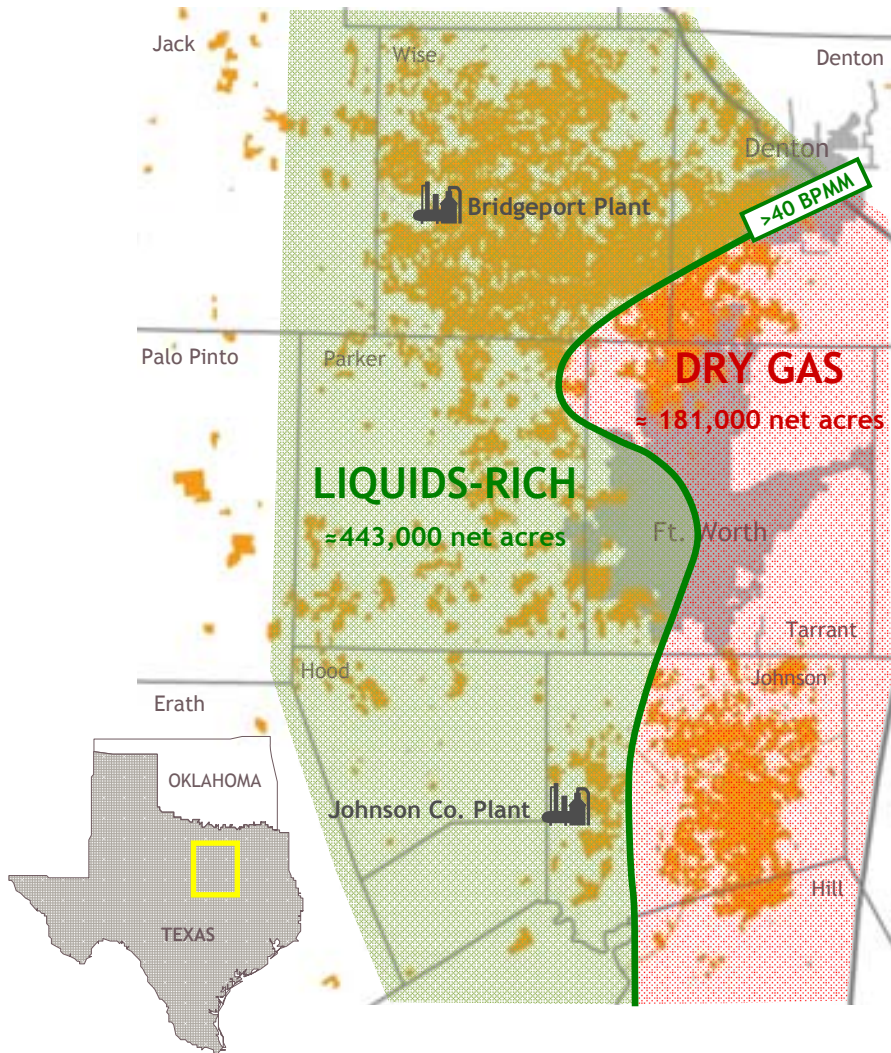 Jack
Wise
Denton
Denton
>40 BPMM
Bridgeport Plant
Palo Pinto
Parker
DRY GAS
≈ 181,000 net acres
LIQUIDS-RICH
≈443,000 net acres
Ft. Worth
Tarrant
Hood
Johnson
Erath
OKLAHOMA
Johnson Co. Plant
Hill
TEXAS